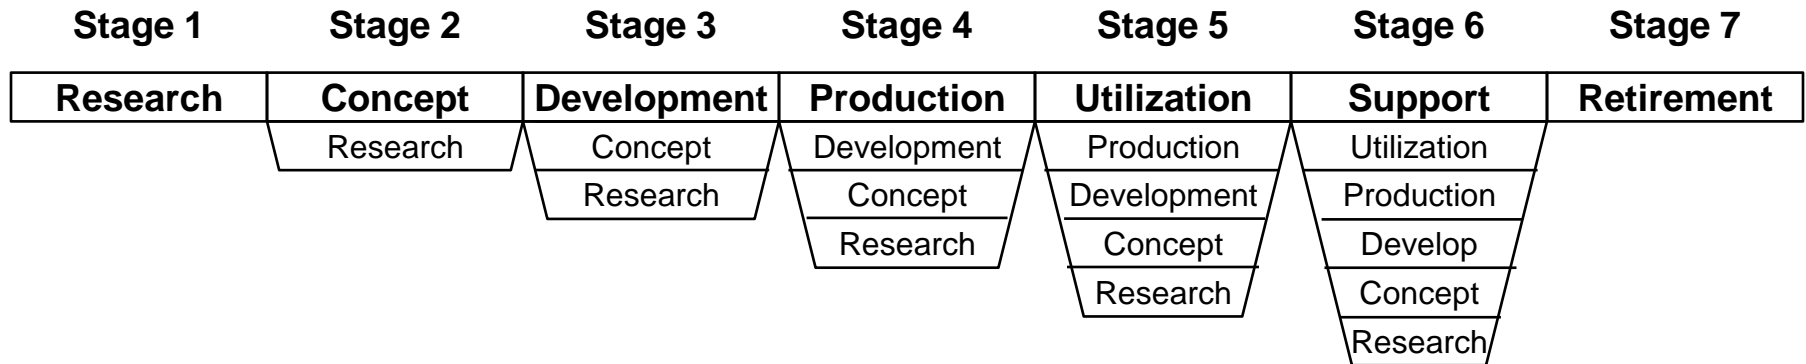 Stage 1 Stage 2 Stage 3 Stage 4 Stage 5 Stage 6 Stage 7
Research Concept Development Production Utilization Support Retirement
Research Concept Development Production Utilization
Research Concept Development Production
Research Concept Develop
Research Concept
Research